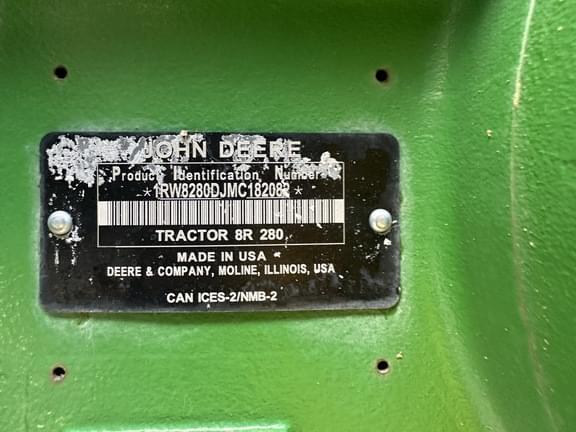 JOHN DEERE
Product Identification Number
*1RW8280DJMC182082*
TRACTOR 8R 280
MADE IN USA
DEERE & COMPANY, MOLINE, ILLINOIS, USA
CAN ICES-2/NMB-2